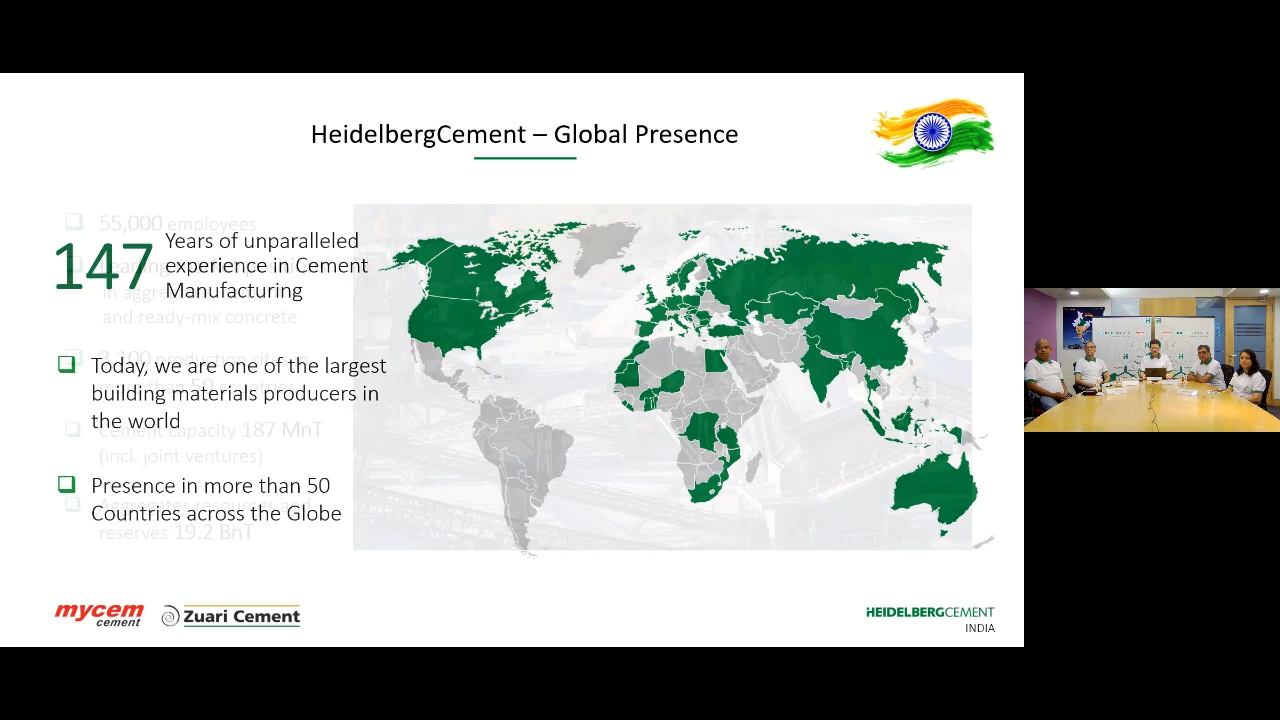 HeidelbergCement – Global Presence
55,000 employees
147
Years of unparalleled
experience in Cement
Manufacturing
and ready-mix concrete
Today, we are one of the largest
building materials producers in
the world
Cement capacity 187 MnT
(incl. joint ventures)
Presence in more than 50
Countries across the Globe
reserves 19.2 BnT
mycem
cement
Zuari Cement
HEIDELBERGCEMENT
INDIA